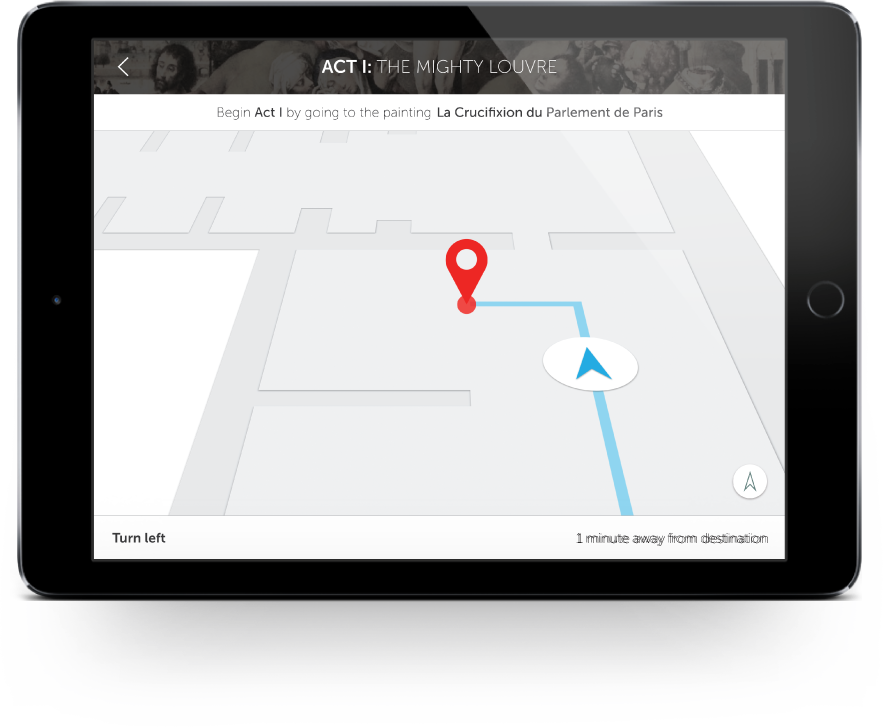 ACT I: THE MIGHTY LOUVRE
Begin Act I by going to the painting La Crucifixion du Parlement de Paris
Turn left
1 minute away from destination